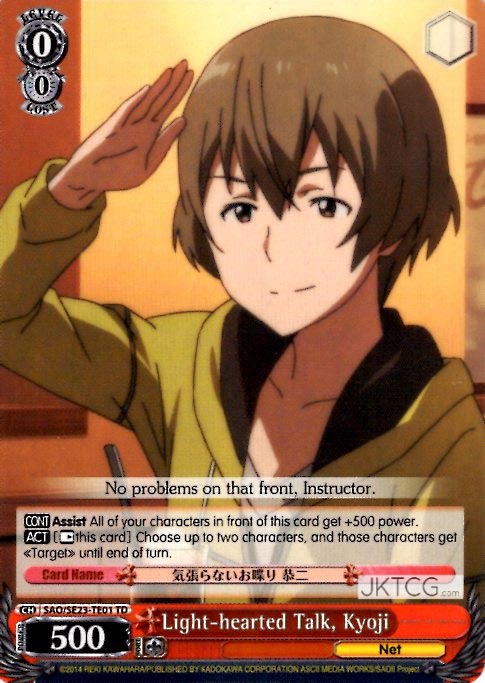 LEVEL
0
0
COST
No problems on that front, Instructor.
CONT Assist All of your characters in front of this card get +500 power.
ACT [this card] Choose up to two characters, and those characters get
«Target» until end of turn.
Card Name 気張らないお喋り 恭二
JKTCG.com
CH SAO/SE23-TE01 TD
Light-hearted Talk, Kyoji
POWER 500
Net
©2014 REKI KAWAHARA/PUBLISHED BY KADOKAWA CORPORATION ASCII MEDIA WORKS/SAOII Project